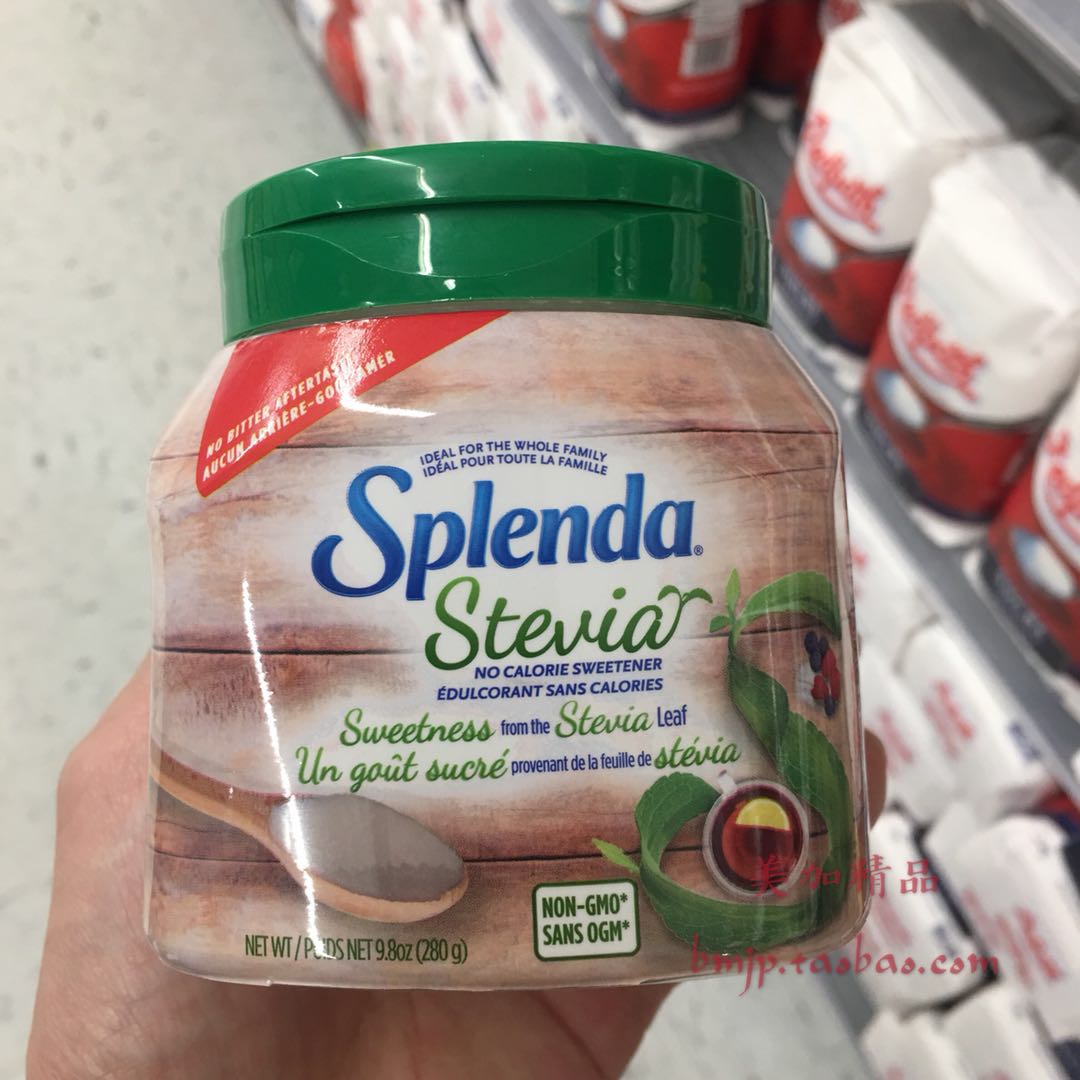 NO BITTER AFTERTASTE
AUCUN ARRIÈRE-GOÛT AMER
IDEAL FOR THE WHOLE FAMILY
IDÉAL POUR TOUTE LA FAMILLE
Splenda®
Stevia
NO CALORIE SWEETENER
ÉDULCORANT SANS CALORIES
Sweetness from the Stevia Leaf
Un goût sucré provenant de la feuille de stévia
NON-GMO*
SANS OGM*
NET WT / POIDS NET 9.8oz (280 g)
美加精品
bmjp.taobao.com
Redpath
Redpath